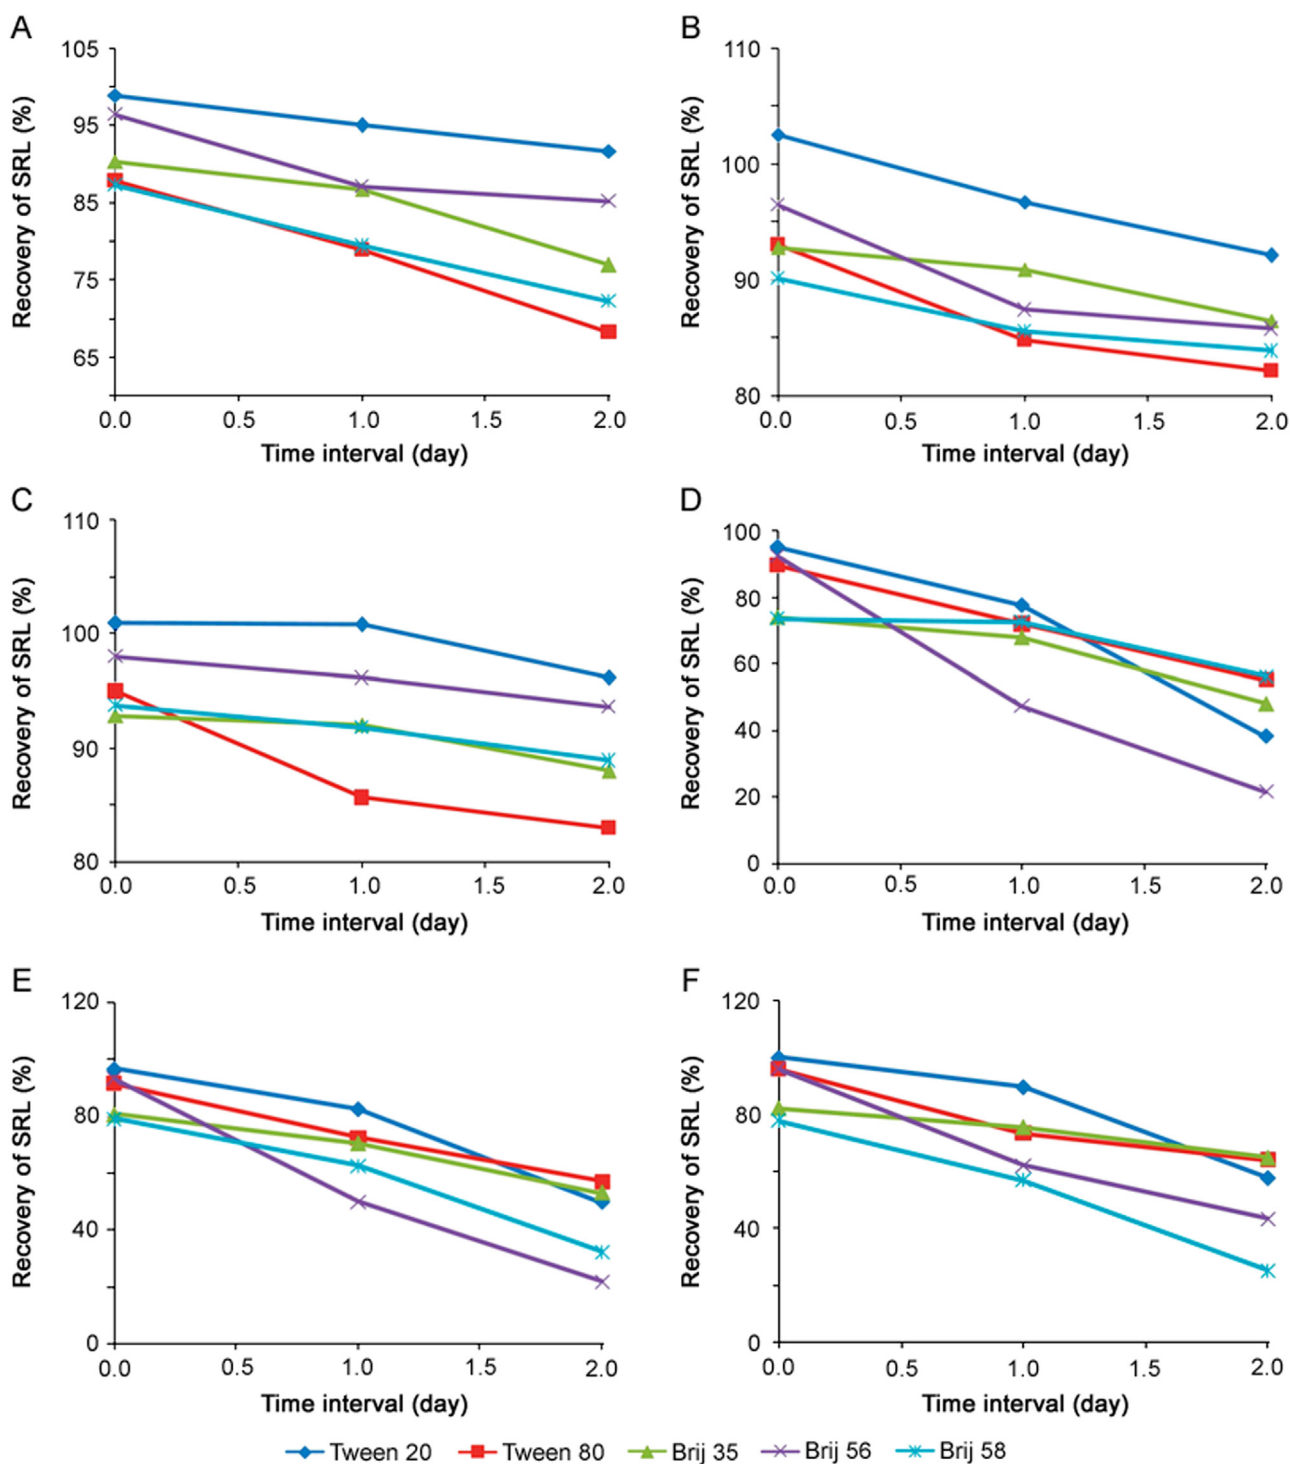 A
105
95
85
75
65
Recovery of SRL (%)
0.0 0.5 1.0 1.5 2.0
Time interval (day)
B
110
100
90
80
Recovery of SRL (%)
0.0 0.5 1.0 1.5 2.0
Time interval (day)
C
110
100
90
80
Recovery of SRL (%)
0.0 0.5 1.0 1.5 2.0
Time interval (day)
D
100
80
60
40
20
0
Recovery of SRL (%)
0.0 0.5 1.0 1.5 2.0
Time interval (day)
E
120
80
40
0
Recovery of SRL (%)
0.0 0.5 1.0 1.5 2.0
Time interval (day)
F
120
80
40
0
Recovery of SRL (%)
0.0 0.5 1.0 1.5 2.0
Time interval (day)
Tween 20 Tween 80 Brij 35 Brij 56 Brij 58